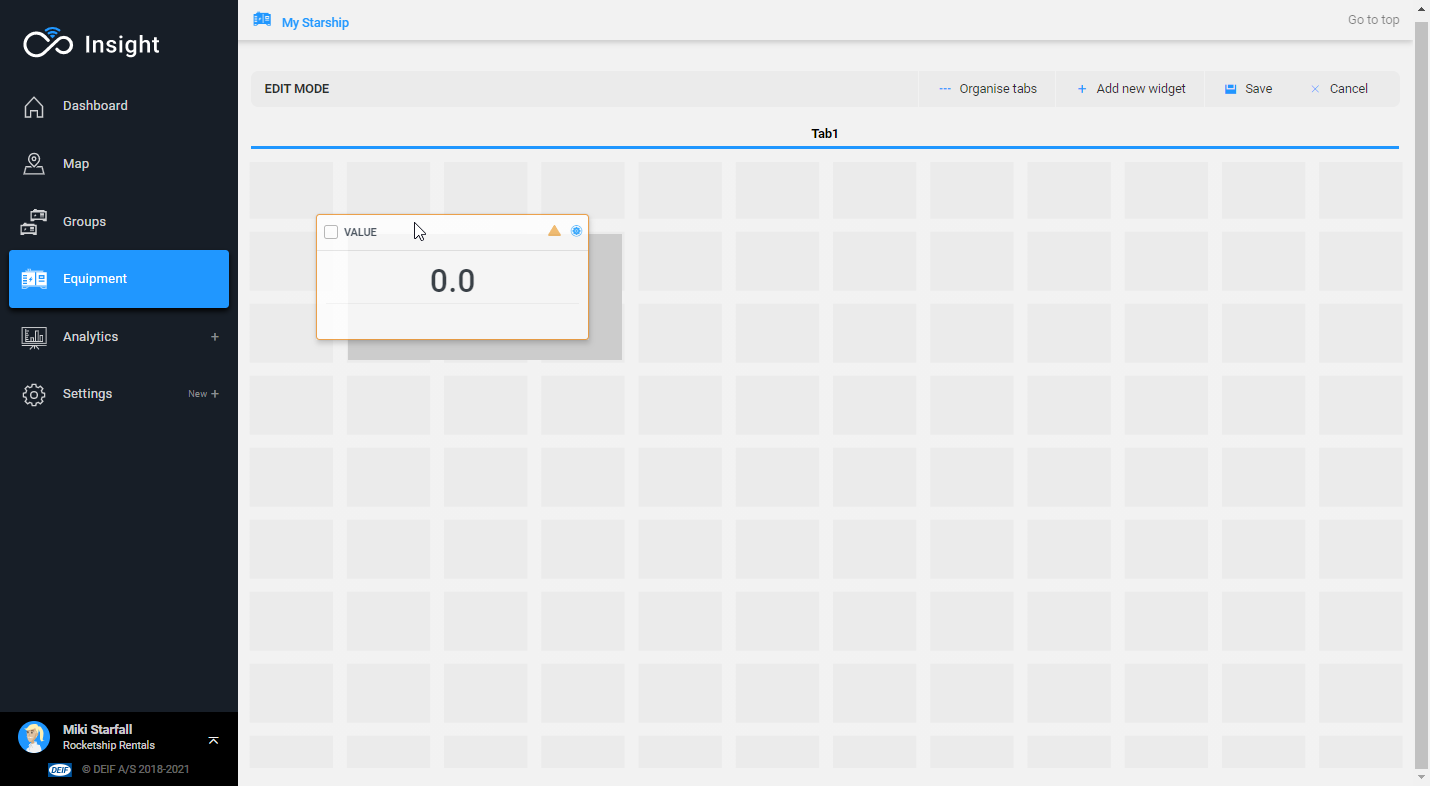 Insight
Dashboard
Map
Groups
Equipment
Analytics +
Settings New +
Miki Starfall
Rocketship Rentals
DEIF © DEIF A/S 2018-2021
My Starship
Go to top
EDIT MODE
Organise tabs
+ Add new widget
Save
× Cancel
Tab1
VALUE
0.0